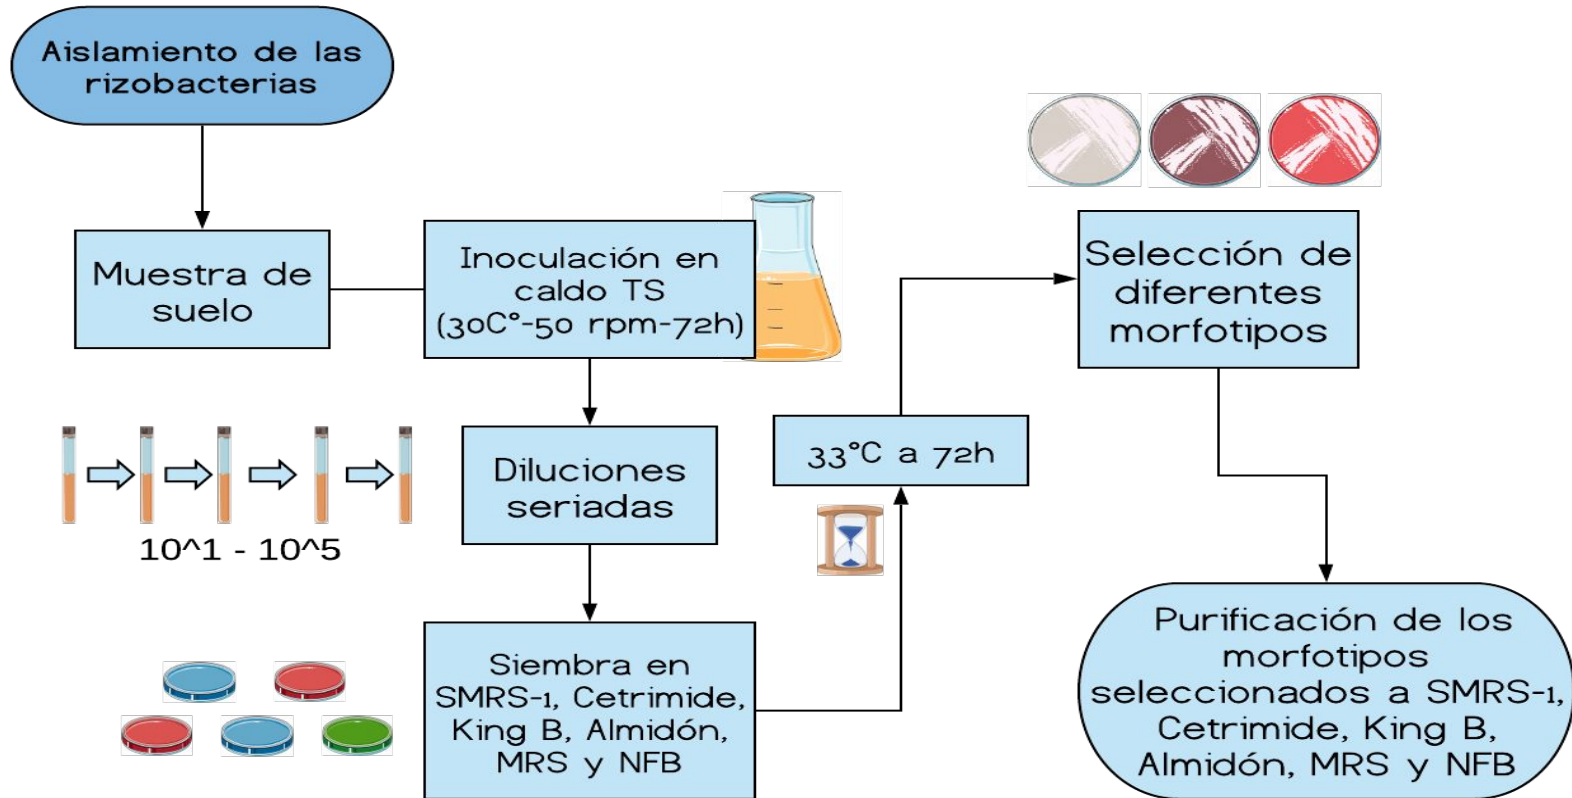 Aislamiento de las
rizobacterias
Muestra de
suelo
Inoculación en
caldo TS
(30C°-50 rpm-72h)
Diluciones
seriadas
10^1 - 10^5
Siembra en
SMRS-1, Cetrimide,
King B, Almidón,
MRS y NFB
33°C a 72h
Selección de
diferentes
morfotipos
Purificación de los
morfotipos
seleccionados a SMRS-1,
Cetrimide, King B,
Almidón, MRS y NFB